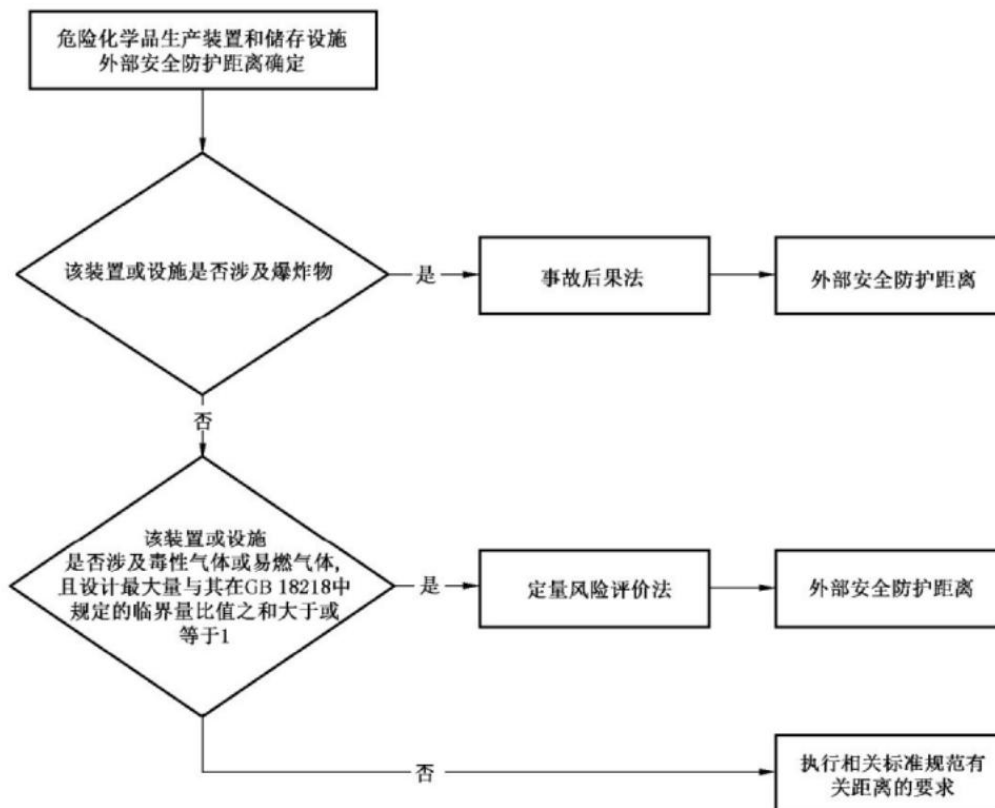 危险化学品生产装置和储存设施
外部安全防护距离确定
该装置或设施是否涉及爆炸物
是
事故后果法
外部安全防护距离
否
该装置或设施
是否涉及毒性气体或易燃气体,
且设计最大量与其在GB 18218中
规定的临界量比值之和大于或
等于1
是
定量风险评价法
外部安全防护距离
否
执行相关标准规范有
关距离的要求